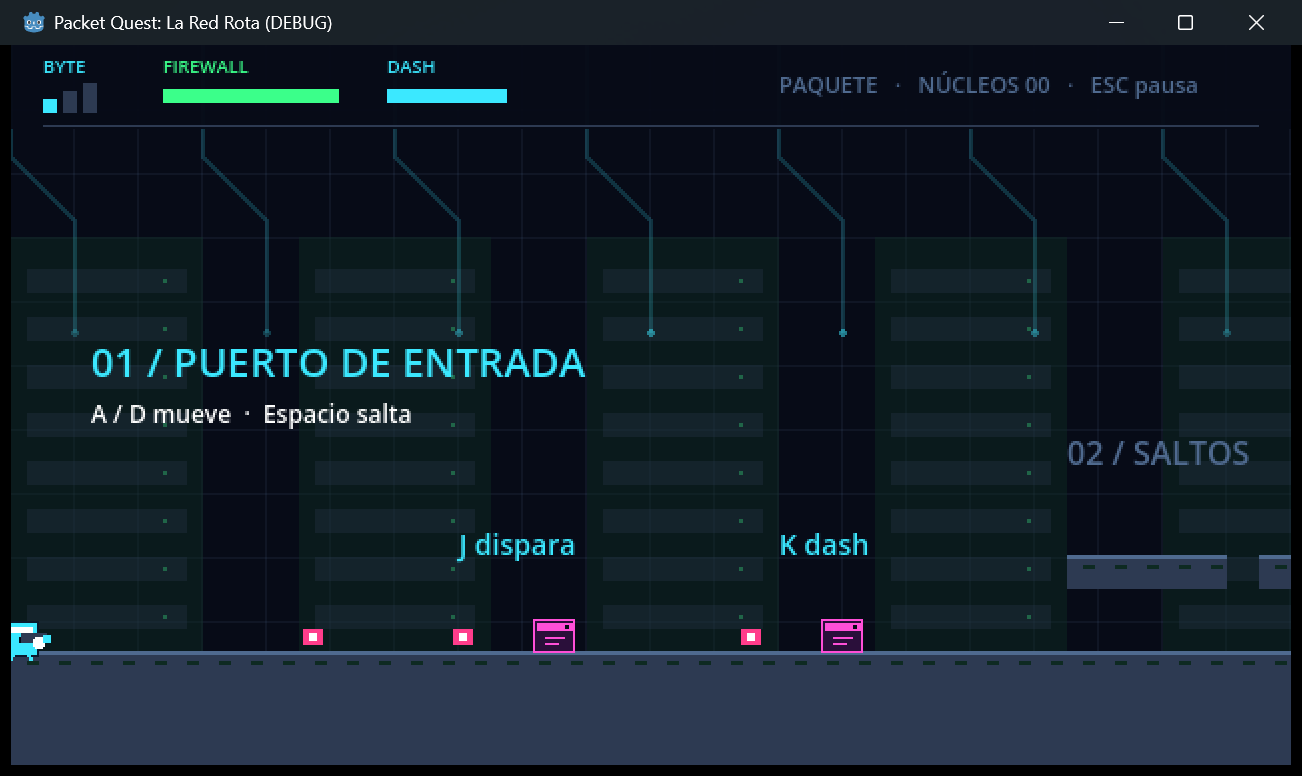 Packet Quest: La Red Rota (DEBUG)
BYTE
FIREWALL
DASH
PAQUETE · NÚCLEOS 00 · ESC pausa
01 / PUERTO DE ENTRADA
A / D mueve · Espacio salta
02 / SALTOS
J dispara
K dash